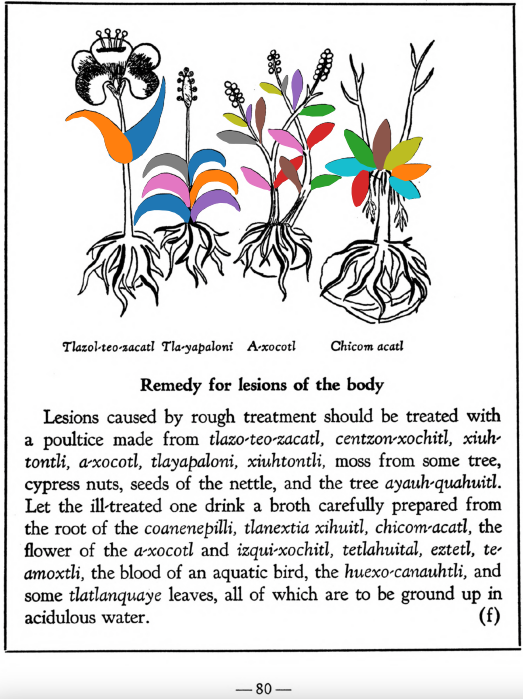 Tlazol-teo-zacatl Tla-yapaloni A-xocotl Chicom acatl
Remedy for lesions of the body
Lesions caused by rough treatment should be treated with
a poultice made from tlazo-teo-zacatl, centzon-xochitl, xiuh-
tontli, a-xocotl, tlayapaloni, xiuhtontli, moss from some tree,
cypress nuts, seeds of the nettle, and the tree ayauh-quahuitl.
Let the ill-treated one drink a broth carefully prepared from
the root of the coanenepilli, tlanextia xihuitl, chicom-acatl, the
flower of the a-xocotl and izqui-xochitl, tetlahuital, eztetl, te-
amoxtli, the blood of an aquatic bird, the huexo-canauhtli, and
some tlatlanquaye leaves, all of which are to be ground up in
acidulous water. (f)
— 80 —